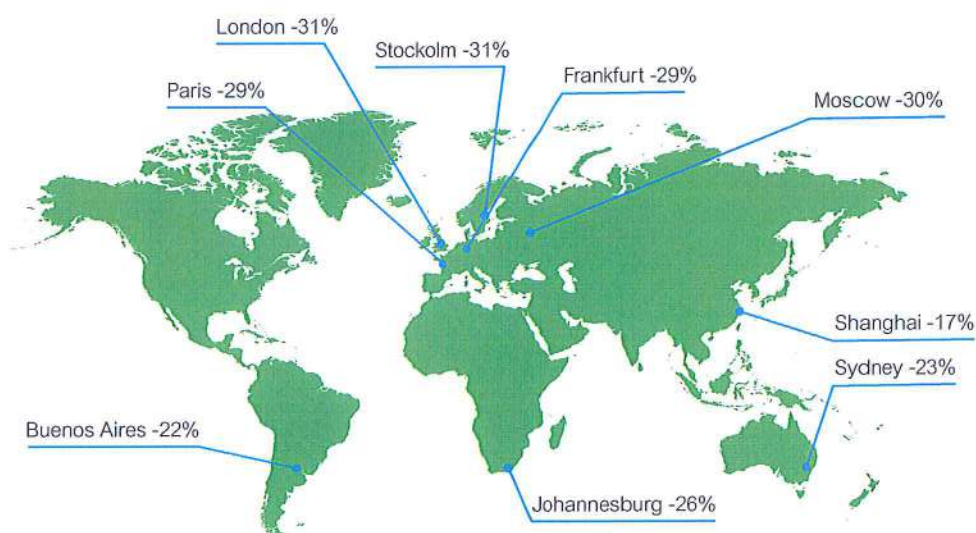 London -31%
Stockolm -31%
Frankfurt -29%
Paris -29%
Moscow -30%
Shanghai -17%
Sydney -23%
Buenos Aires -22%
Johannesburg -26%